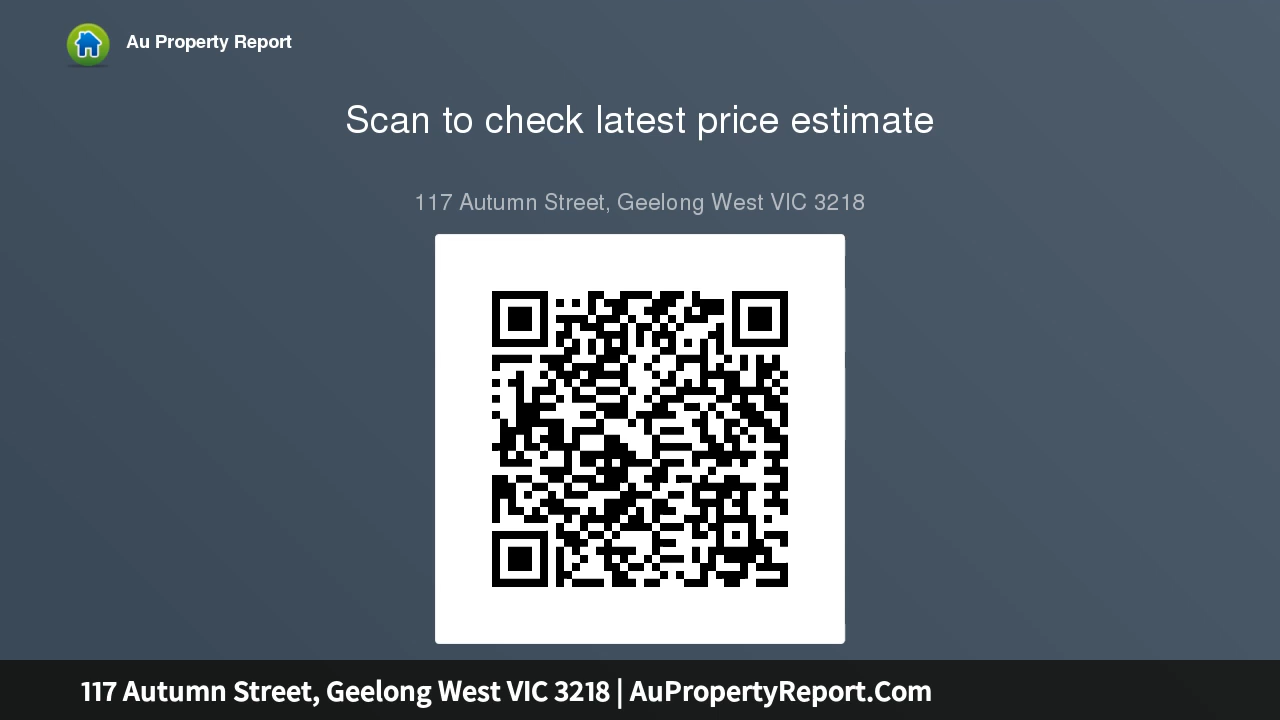 Au Property Report
Scan to check latest price estimate
117 Autumn Street, Geelong West VIC 3218
117 Autumn Street, Geelong West VIC 3218 | AuPropertyReport.Com